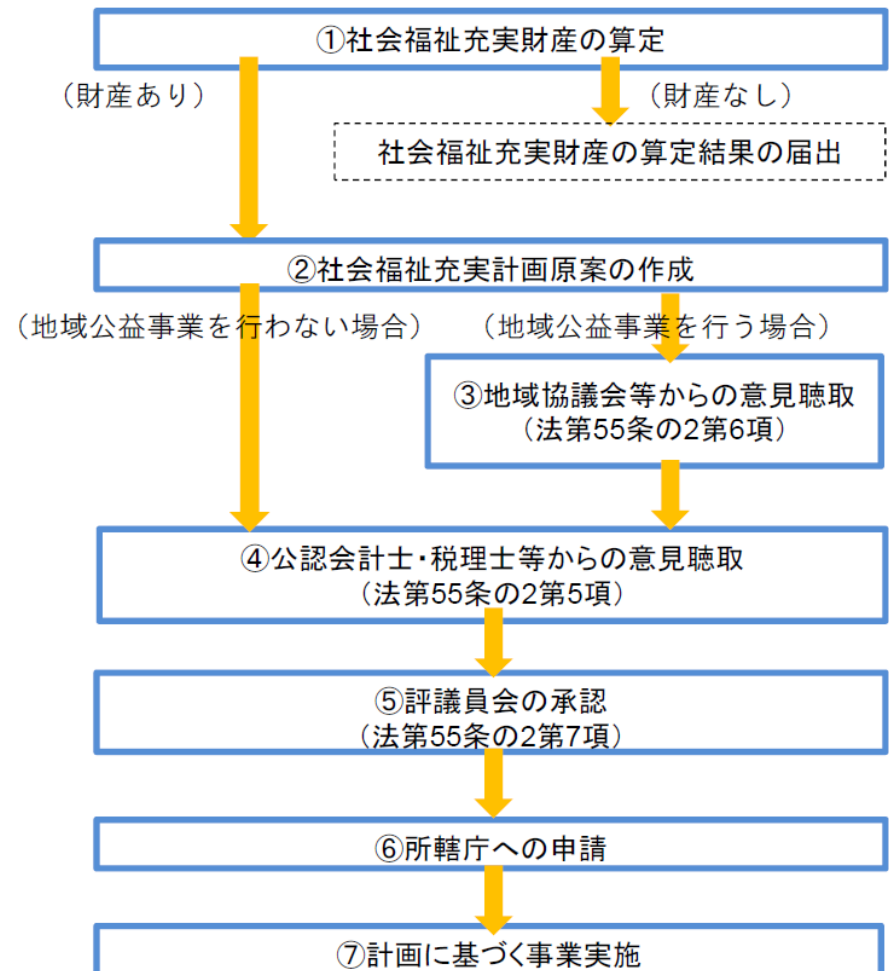 ①社会福祉充実財産の算定
（財産あり）
（財産なし）
社会福祉充実財産の算定結果の届出
②社会福祉充実計画原案の作成
（地域公益事業を行わない場合）
（地域公益事業を行う場合）
③地域協議会等からの意見聴取
（法第55条の2第6項）
④公認会計士・税理士等からの意見聴取
（法第55条の2第5項）
⑤評議員会の承認
（法第55条の2第7項）
⑥所轄庁への申請
⑦計画に基づく事業実施